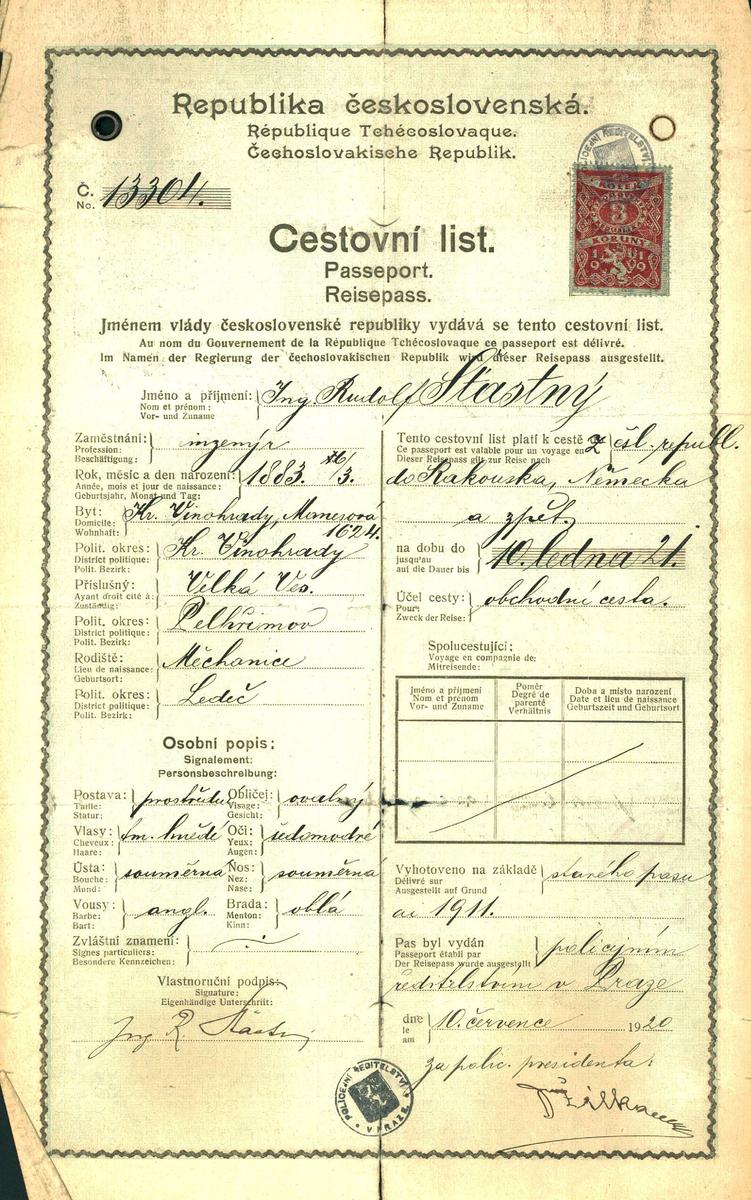 Republika československá.
République Tchécoslovaque.
Čechoslovakische Republik.
Č.
No. 13304.
POLICEJNÍ ŘEDITELSTVÍ
KOLEK
3
KORUNY
1919
Cestovní list.
Passeport.
Reisepass.
Jménem vlády československé republiky vydává se tento cestovní list.
Au nom du Gouvernement de la République Tchécoslovaque ce passeport est délivré.
Im Namen der Regierung der čechoslovakischen Republik wird dieser Reisepass ausgestellt.
Jméno a příjmení: Ing. Rudolf Šťastný
Nom et prénom:
Vor- und Zuname
Zaměstnání: inženýr
Profession:
Beschäftigung:
Rok, měsíc a den narození: 1883. 26/3.
Année, mois et jour de naissance:
Geburtsjahr, Monat und Tag:
Byt: Kr. Vinohrady, Manesova
Domicile: 1624.
Wohnhaft:
Polit. okres: Kr. Vinohrady
District politique:
Polit. Bezirk:
Příslušný: Velká Ves.
Ayant droit cité à:
Zuständig:
Polit. okres: Pelhřimov
District politique:
Polit. Bezirk:
Rodiště: Měchanice
Lieu de naissance:
Geburtsort:
Polit. okres: Ledeč
District politique:
Polit. Bezirk:
Osobní popis:
Signalement:
Personsbeschreibung:
Postava: prostřední Obličej: ovalný
Taille: Visage:
Statur: Gesicht:
Vlasy: tm. hnědé Oči: šedomodré
Cheveux: Yeux:
Haare: Augen:
Ústa: souměrná Nos: souměrná
Bouche: Nez:
Mund: Nase:
Vousy: angl. Brada: oblá
Barbe: Menton:
Bart: Kinn:
Zvláštní znamení:
Signes particuliers:
Besondere Kennzeichen:
Vlastnoruční podpis:
Signature:
Eigenhändige Unterschrift:
Ing R. Šťastný
Tento cestovní list platí k cestě z čsl. republ.
Ce passeport est valable pour un voyage en
Dieser Reisepass gilt zur Reise nach
do Rakouska, Německa
a zpět.
na dobu do 10. ledna 21.
jusqu'au
auf die Dauer bis
Účel cesty: obchodní cesta.
Pour:
Zweck der Reise:
Spolucestující:
Voyage en compagnie de:
Mitreisende:
Jméno a příjmení Poměr Doba a místo narození
Nom et prénom Degré de parenté Date et lieu de naissance
Vor- und Zuname Verhältnis Geburtszeit und Geburtsort
Vyhotoveno na základě starého pasu
Délivré sur
Ausgestellt auf Grund
az 1911.
Pas byl vydán policejním
Passeport établi par
Der Reisepass wurde ausgestellt
ředitelstvím v Praze
dne 10. července 1920
le
am
za polic. presidenta:
POLICEJNÍ ŘEDITELSTVÍ
V PRAZE